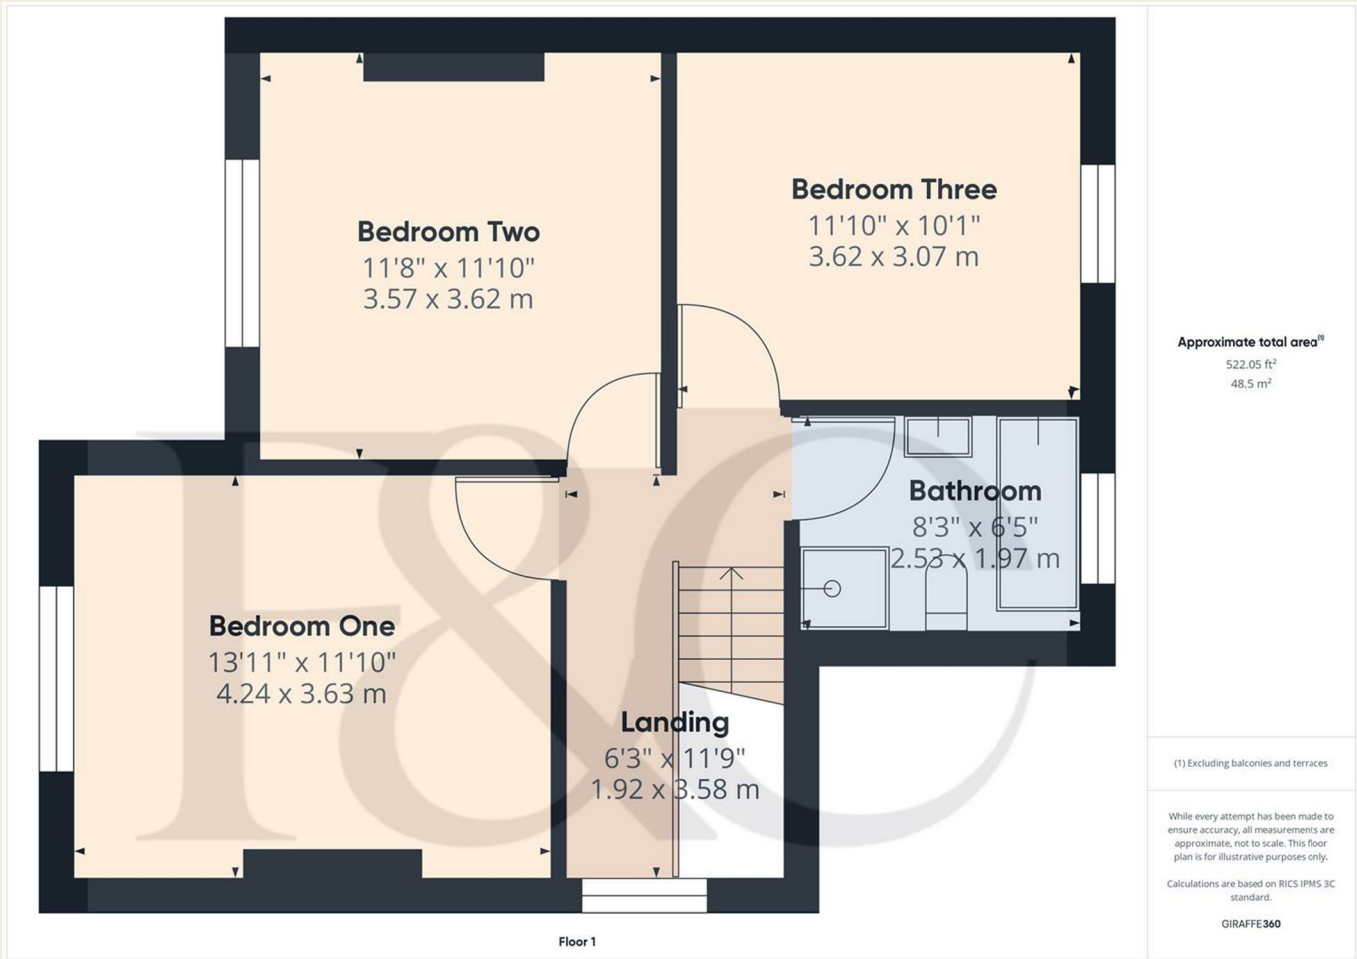 Bedroom Two
11'8" x 11'10"
3.57 x 3.62 m
Bedroom Three
11'10" x 10'1"
3.62 x 3.07 m
Bathroom
8'3" x 6'5"
2.53 x 1.97 m
Bedroom One
13'11" x 11'10"
4.24 x 3.63 m
Landing
6'3" x 11'9"
1.92 x 3.58 m
F&C
Floor 1
Approximate total area(1)
522.05 ft²
48.5 m²
(1) Excluding balconies and terraces
While every attempt has been made to
ensure accuracy, all measurements are
approximate, not to scale. This floor
plan is for illustrative purposes only.
Calculations are based on RICS IPMS 3C
standard.
GIRAFFE360